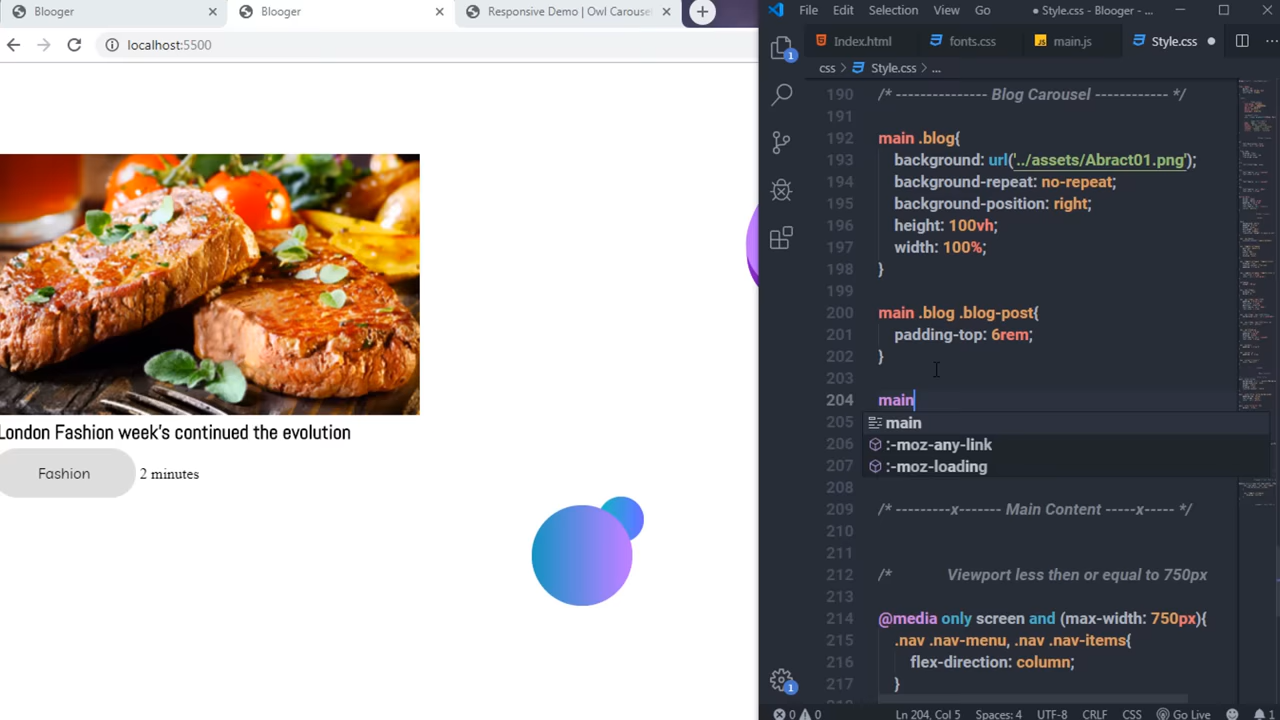 Blooger
Blooger
Responsive Demo | Owl Carouse
localhost:5500
London Fashion week's continued the evolution
Fashion
2 minutes
File Edit Selection View Go
● Style.css - Blooger - ...
Index.html
fonts.css
main.js
Style.css ●
css > Style.css > ...
190 /* --------------- Blog Carousel ------------ */
191
192 main .blog{
193 background: url('../assets/Abract01.png');
194 background-repeat: no-repeat;
195 background-position: right;
196 height: 100vh;
197 width: 100%;
198 }
199
200 main .blog .blog-post{
201 padding-top: 6rem;
202 }
203
204 main
205 main
206 :-moz-any-link
207 :-moz-loading
208
209 /* ---------x------- Main Content -----x----- */
210
211
212 /* Viewport less then or equal to 750px
213
214 @media only screen and (max-width: 750px){
215 .nav .nav-menu, .nav .nav-items{
216 flex-direction: column;
217 }
1
1
0 0
Ln 204, Col 5 Spaces: 4 UTF-8 CRLF CSS Go Live 1